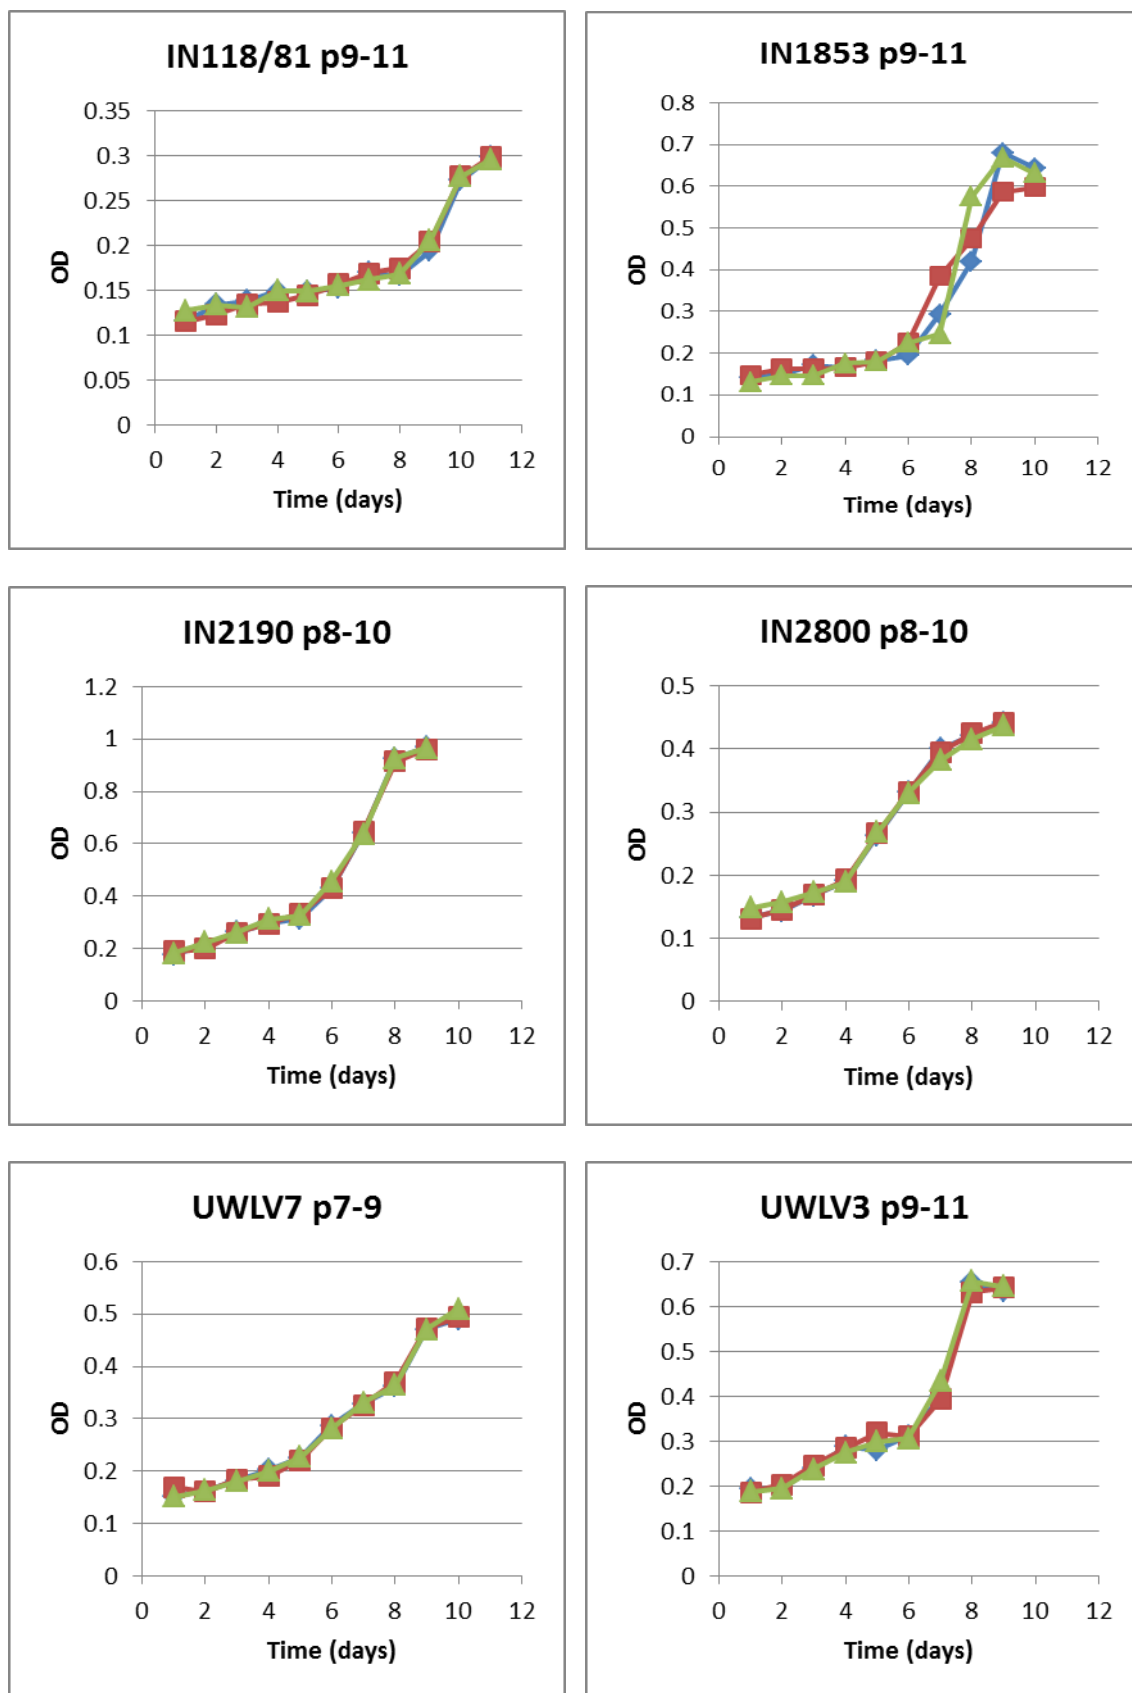 IN118/81 p9-11
0.35
0.3
0.25
0.2
0.15
0.1
0.05
0
OD
0 2 4 6 8 10 12
Time (days)
IN1853 p9-11
0.8
0.7
0.6
0.5
0.4
0.3
0.2
0.1
0
OD
0 2 4 6 8 10 12
Time (days)
IN2190 p8-10
1.2
1
0.8
0.6
0.4
0.2
0
OD
0 2 4 6 8 10 12
Time (days)
IN2800 p8-10
0.5
0.4
0.3
0.2
0.1
0
OD
0 2 4 6 8 10 12
Time (days)
UWLV7 p7-9
0.6
0.5
0.4
0.3
0.2
0.1
0
OD
0 2 4 6 8 10 12
Time (days)
UWLV3 p9-11
0.7
0.6
0.5
0.4
0.3
0.2
0.1
0
OD
0 2 4 6 8 10 12
Time (days)